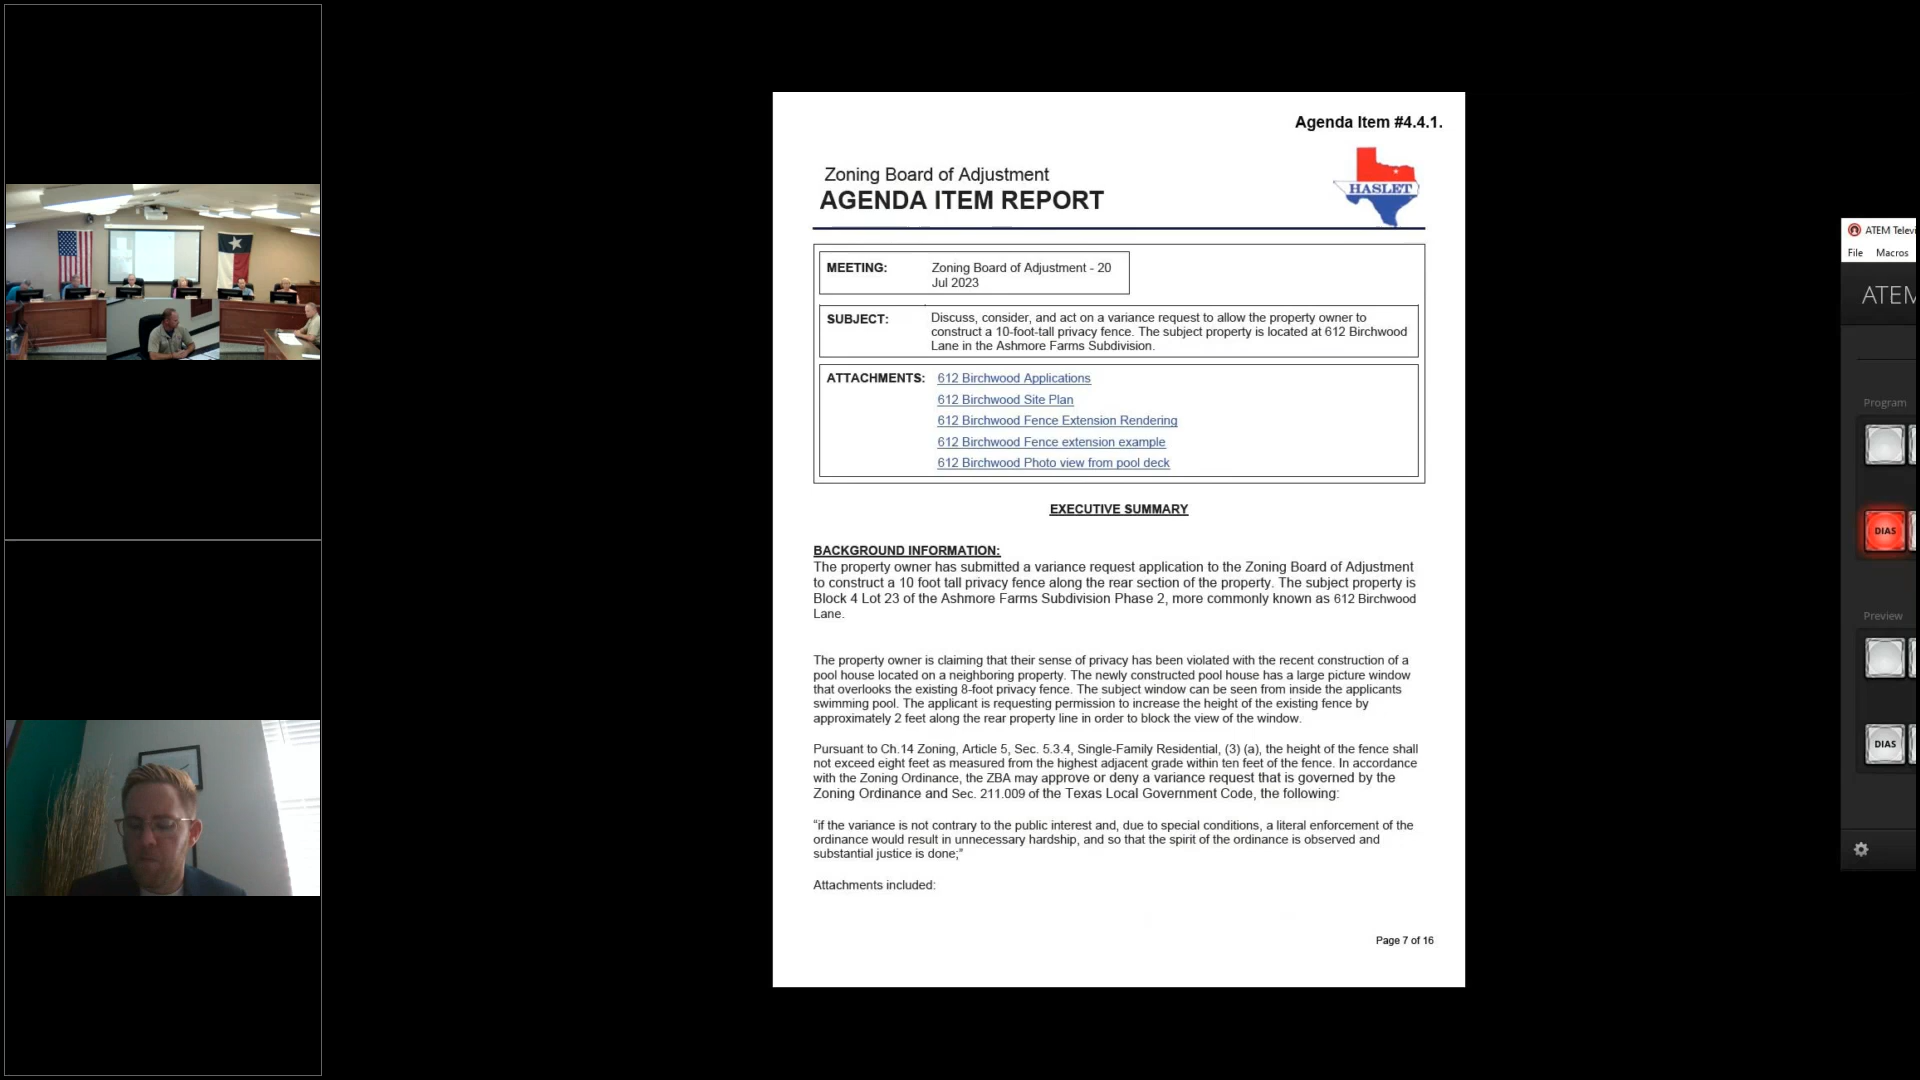 Agenda Item #4.4.1.
Zoning Board of Adjustment
AGENDA ITEM REPORT
HASLET
MEETING: Zoning Board of Adjustment - 20
Jul 2023
SUBJECT: Discuss, consider, and act on a variance request to allow the property owner to
construct a 10-foot-tall privacy fence. The subject property is located at 612 Birchwood
Lane in the Ashmore Farms Subdivision.
ATTACHMENTS: 612 Birchwood Applications
612 Birchwood Site Plan
612 Birchwood Fence Extension Rendering
612 Birchwood Fence extension example
612 Birchwood Photo view from pool deck
EXECUTIVE SUMMARY
BACKGROUND INFORMATION:
The property owner has submitted a variance request application to the Zoning Board of Adjustment
to construct a 10 foot tall privacy fence along the rear section of the property. The subject property is
Block 4 Lot 23 of the Ashmore Farms Subdivision Phase 2, more commonly known as 612 Birchwood
Lane.
The property owner is claiming that their sense of privacy has been violated with the recent construction of a
pool house located on a neighboring property. The newly constructed pool house has a large picture window
that overlooks the existing 8-foot privacy fence. The subject window can be seen from inside the applicants
swimming pool. The applicant is requesting permission to increase the height of the existing fence by
approximately 2 feet along the rear property line in order to block the view of the window.
Pursuant to Ch.14 Zoning, Article 5, Sec. 5.3.4, Single-Family Residential, (3) (a), the height of the fence shall
not exceed eight feet as measured from the highest adjacent grade within ten feet of the fence. In accordance
with the Zoning Ordinance, the ZBA may approve or deny a variance request that is governed by the
Zoning Ordinance and Sec. 211.009 of the Texas Local Government Code, the following:
“if the variance is not contrary to the public interest and, due to special conditions, a literal enforcement of the
ordinance would result in unnecessary hardship, and so that the spirit of the ordinance is observed and
substantial justice is done;”
Attachments included:
Page 7 of 16
ATEM Televi
File Macros
ATEM
Program
DIAS
Preview
DIAS